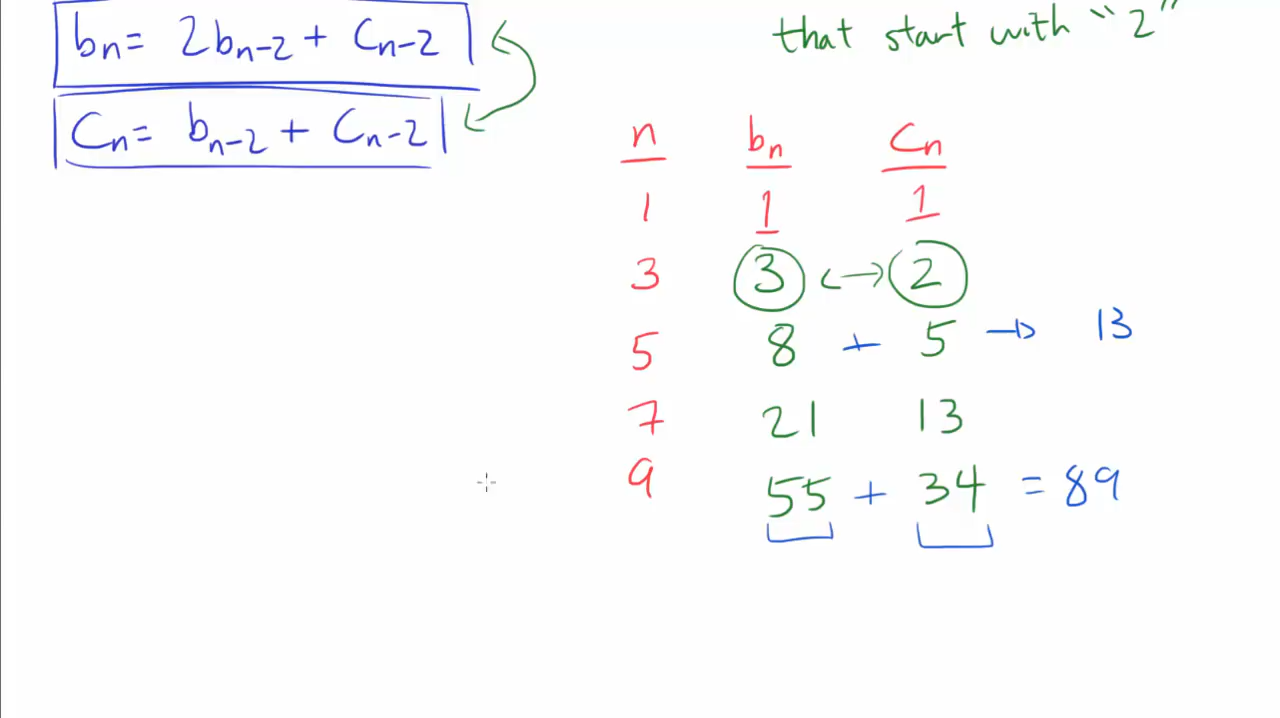 bₙ = 2bₙ₋₂ + Cₙ₋₂
that start with "2"
Cₙ = bₙ₋₂ + Cₙ₋₂
n bₙ Cₙ
1 1 1
3 3 ↔ 2
5 8 + 5 → 13
7 21 13
9 55 + 34 = 89